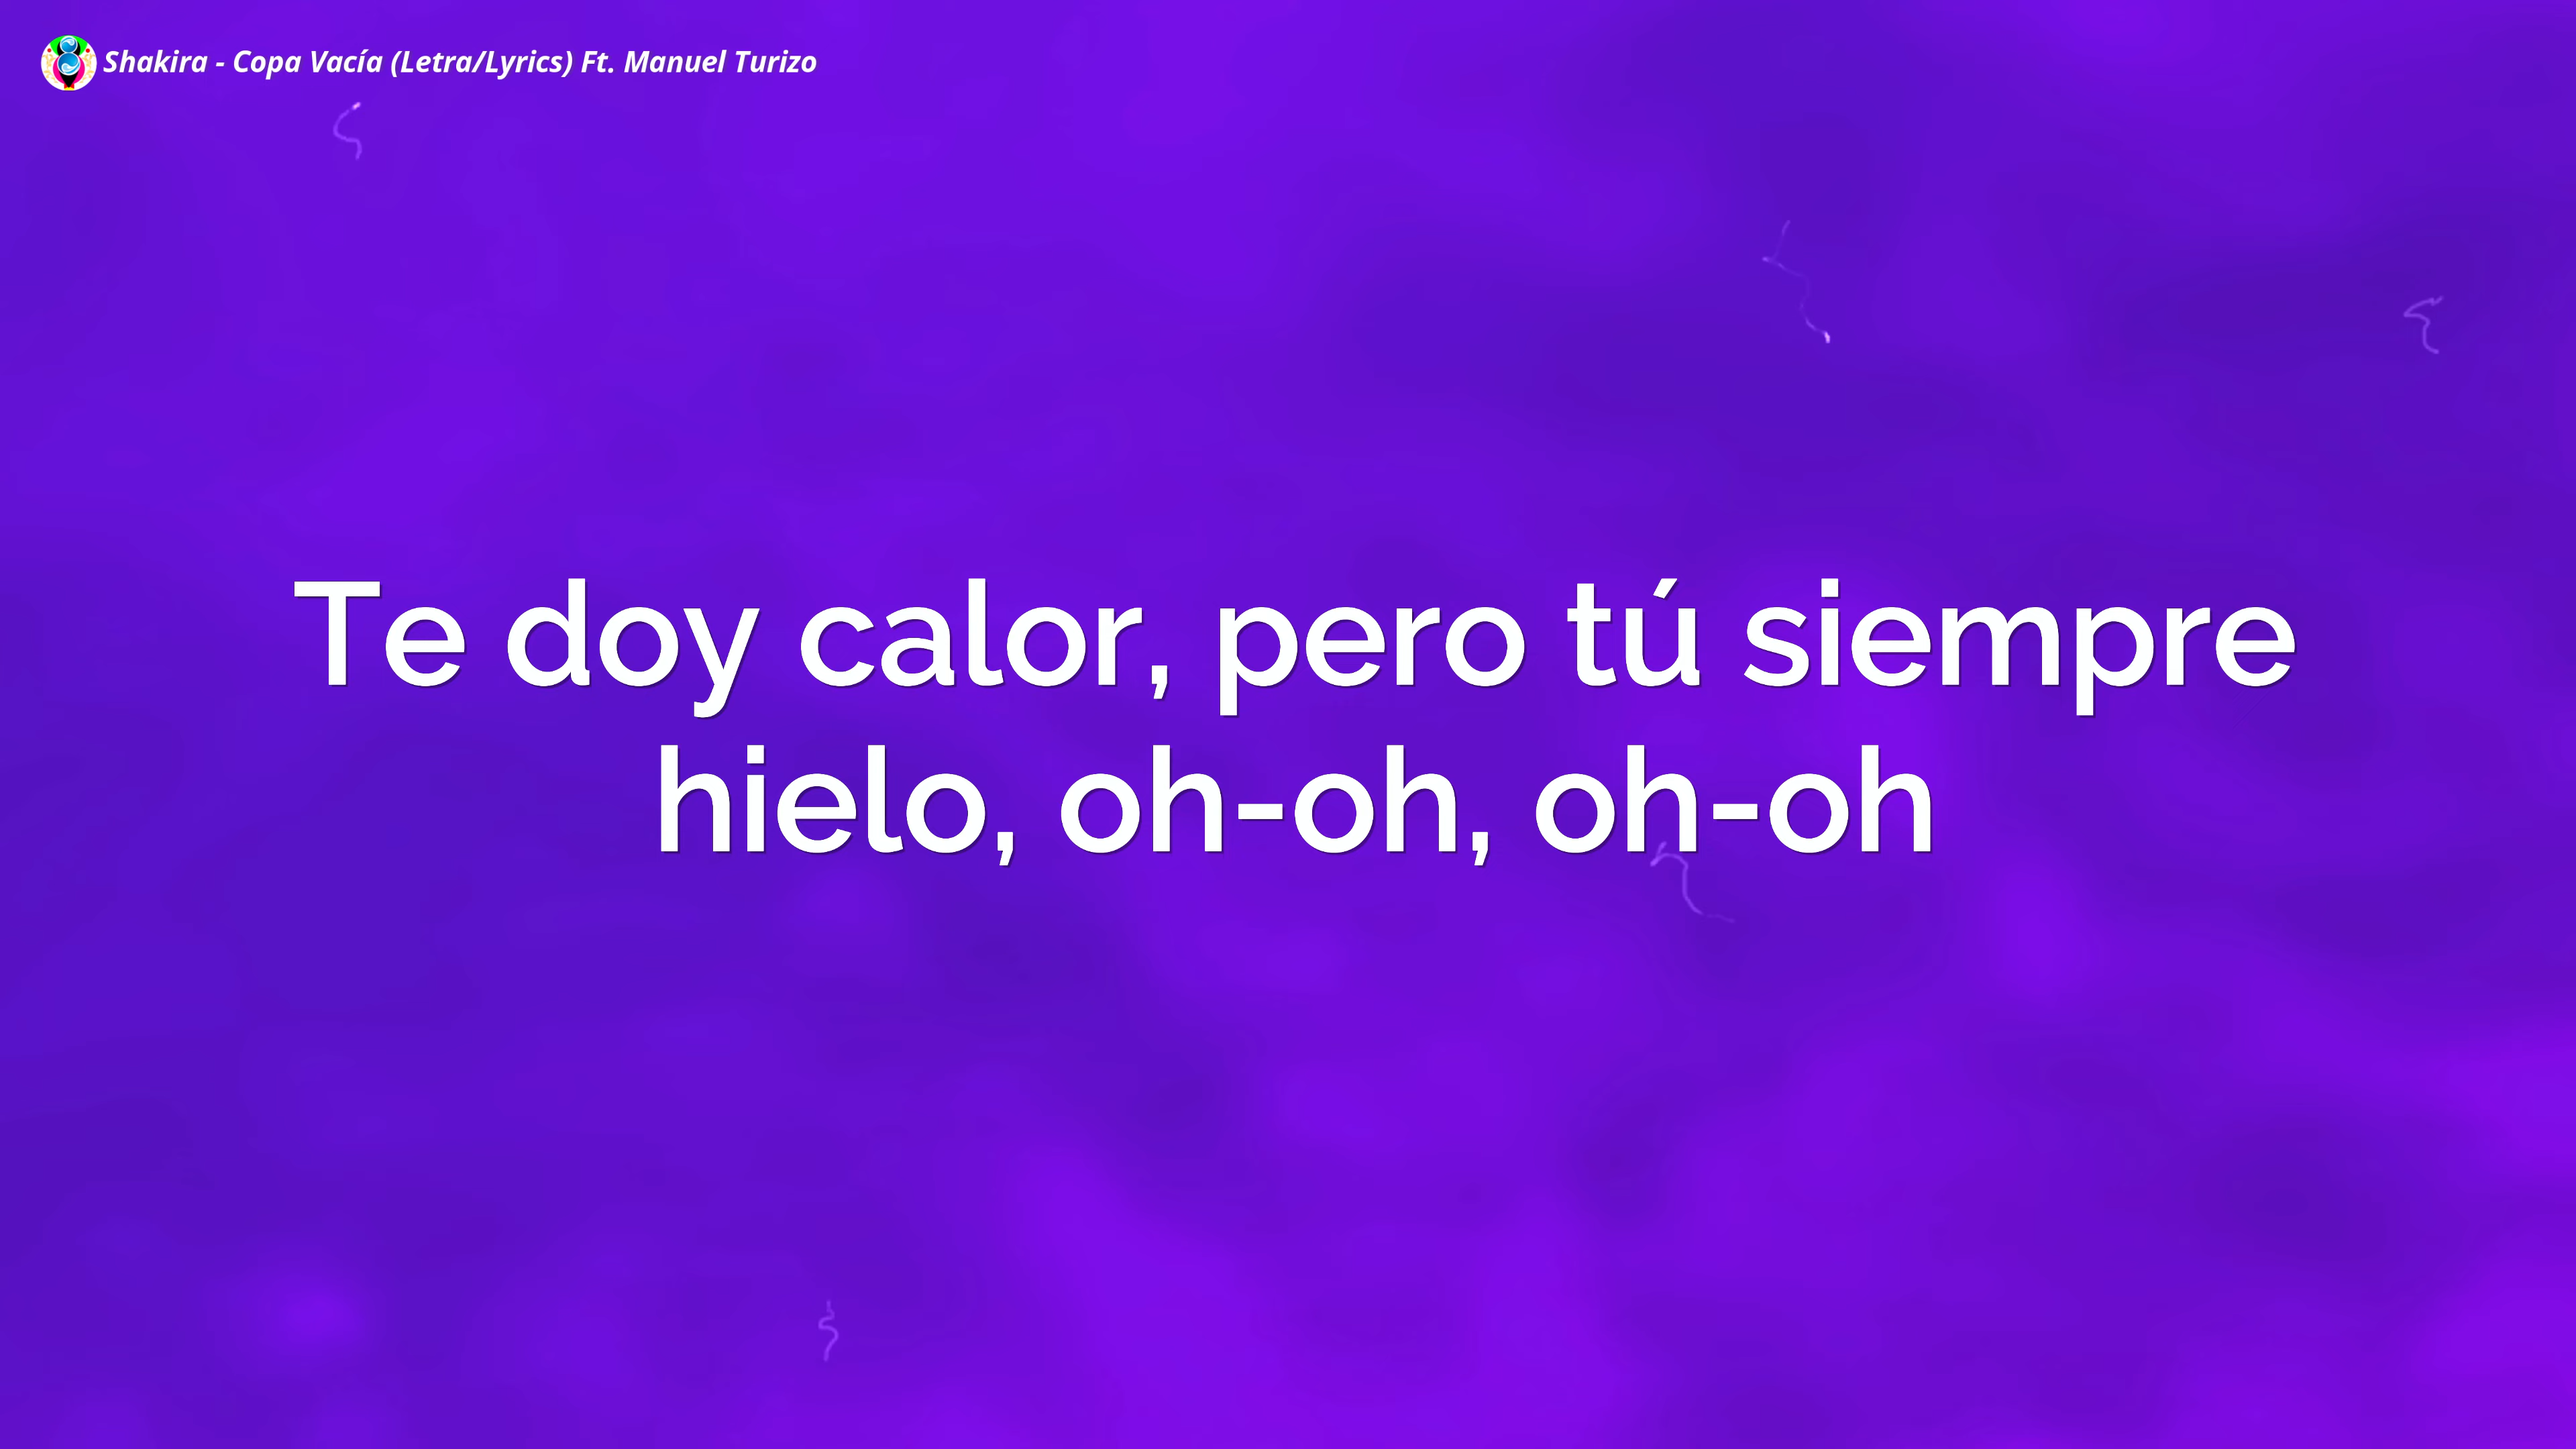 Shakira - Copa Vacía (Letra/Lyrics) Ft. Manuel Turizo
Te doy calor, pero tú siempre
hielo, oh-oh, oh-oh